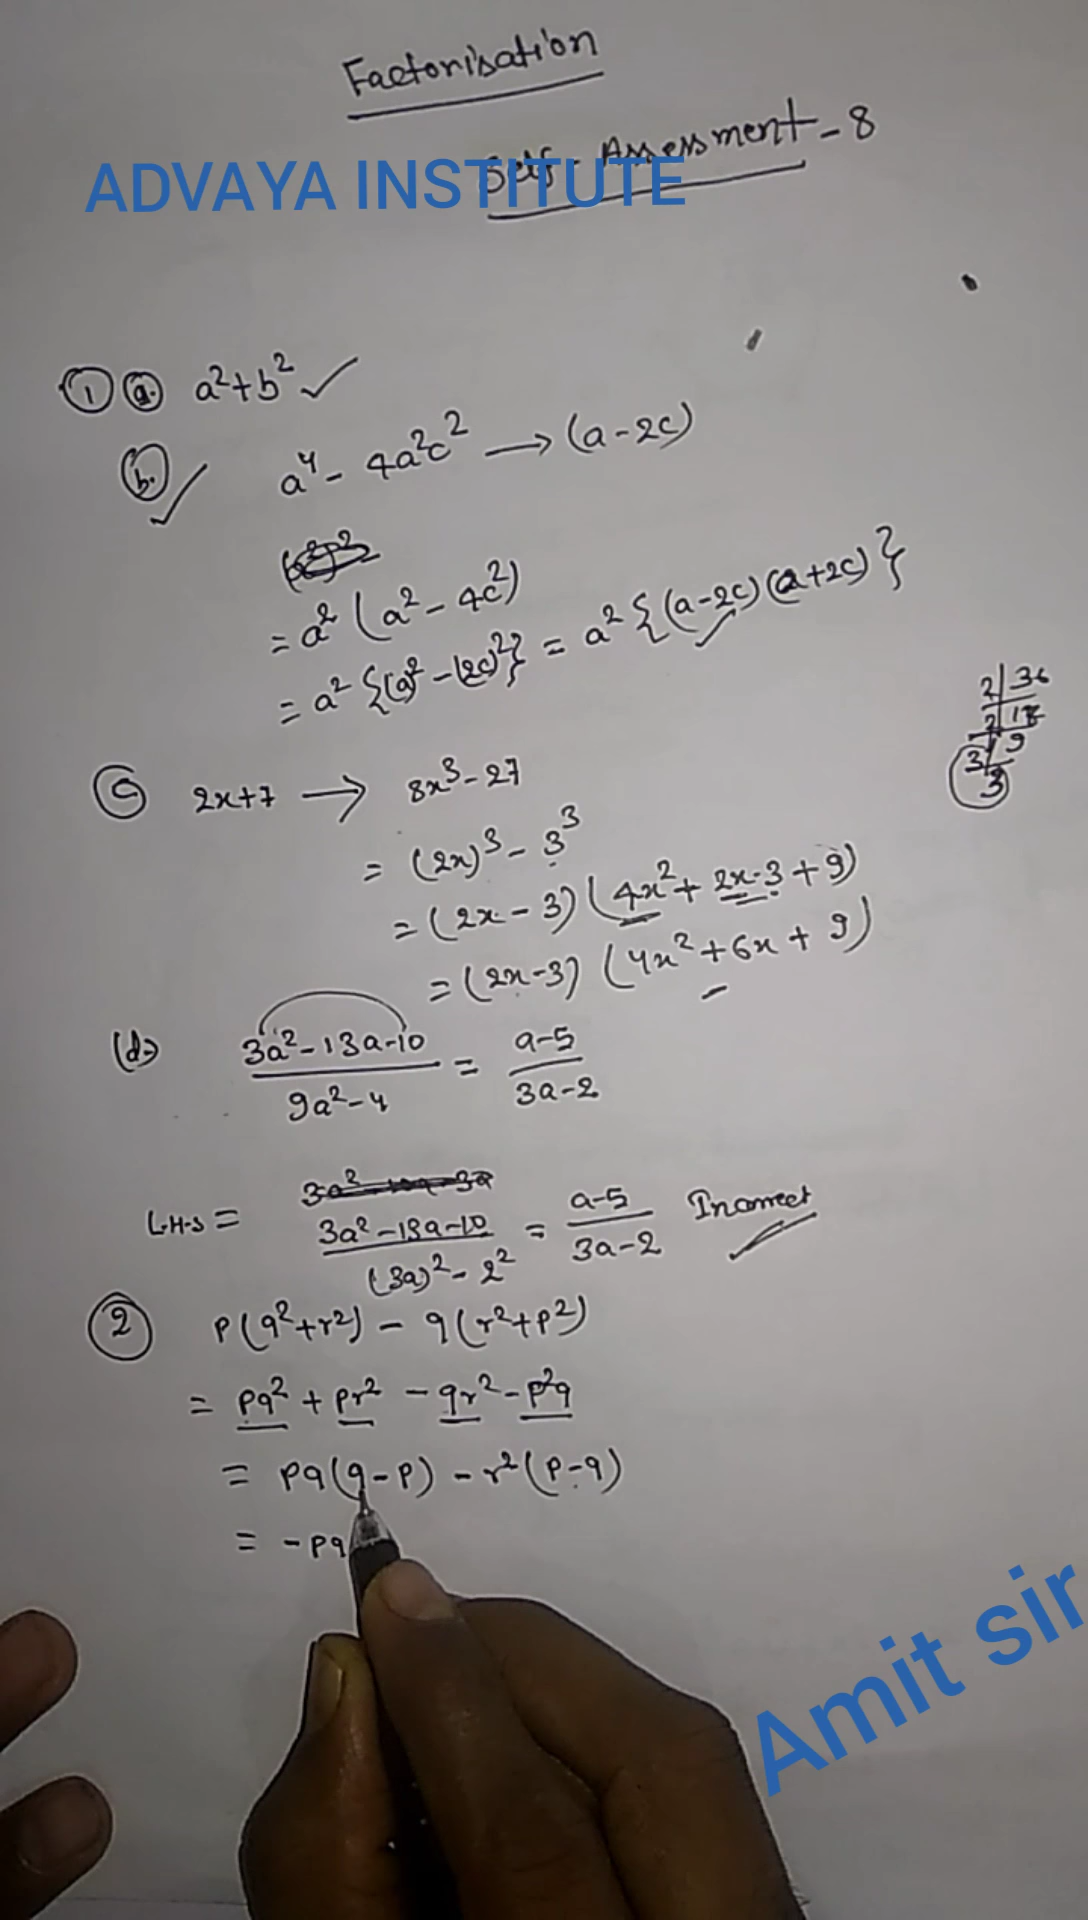 Factorisation
Self-Assessment-8
ADVAYA INSTITUTE
① ⓐ. a²+b² ✓
ⓑ. ✓ a⁴ - 4a²c² → (a-2c)
= a² (a² - 4c²)
= a² {(a)² - (2c)²} = a² {(a-2c)(a+2c)}
2|36
2|18
3|9
3
ⓒ 2x+7 → 8x³-27
= (2x)³ - 3³
= (2x - 3) (4x² + 2x·3 + 9)
= (2x-3) (4x² + 6x + 9)
(d) (3a²-13a-10)/(9a²-4) = (a-5)/(3a-2)
L.H.S = (3a²-13a-10)/((3a)²-2²) = (a-5)/(3a-2) Incorrect ✓
② p(q²+r²) - q(r²+p²)
= pq² + pr² - qr² - p²q
= pq(q-p) - r²(p-q)
= -pq
Amit sir